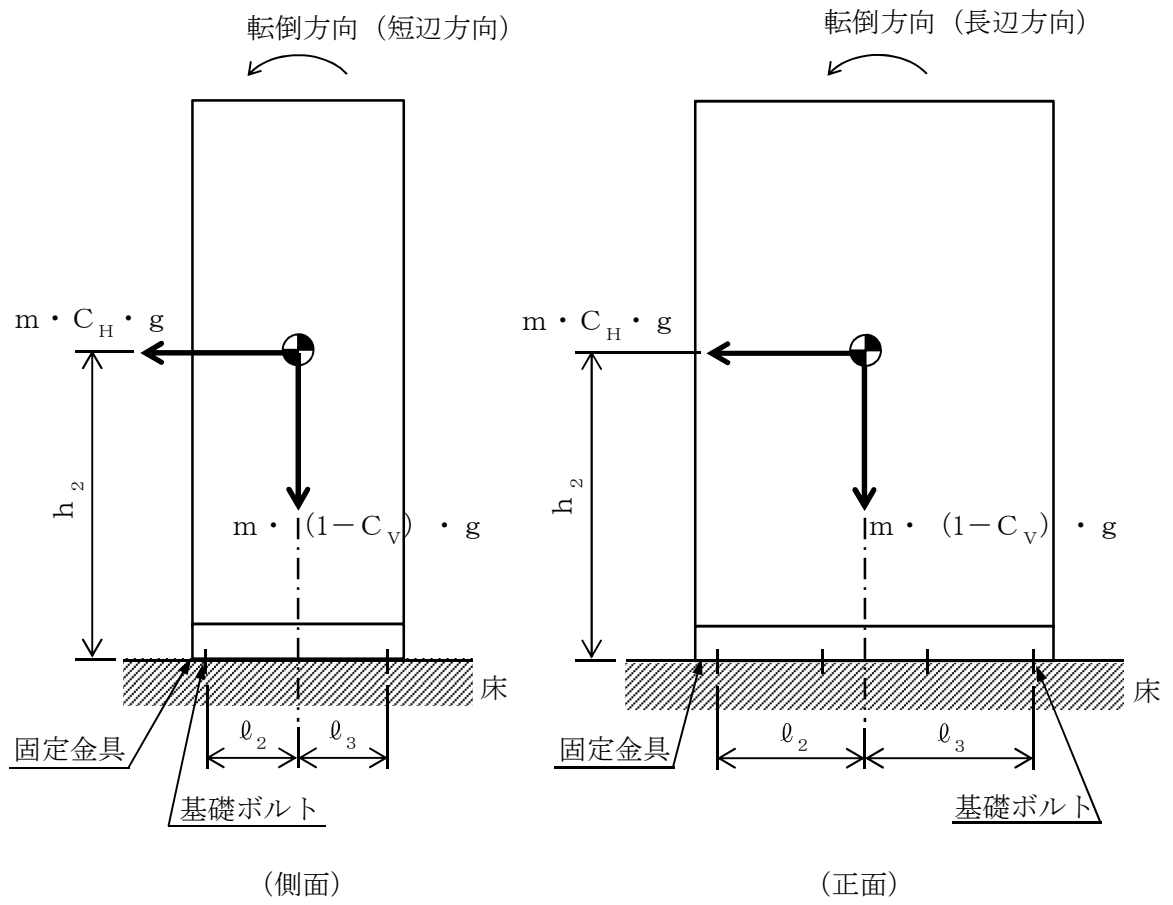 転倒方向（短辺方向）
m・C_H・g
h_2
m・（1－C_V）・g
床
ℓ_2
ℓ_3
固定金具
基礎ボルト
（側面）
転倒方向（長辺方向）
m・C_H・g
h_2
m・（1－C_V）・g
床
ℓ_2
ℓ_3
固定金具
基礎ボルト
（正面）